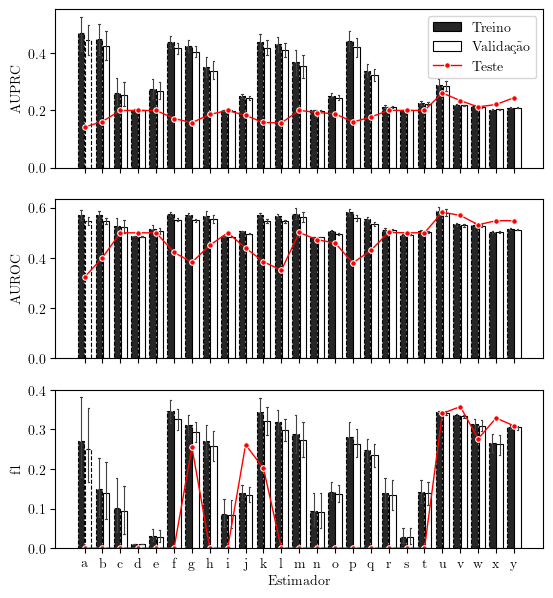 AUPRC
0.4
0.2
0.0
Treino
Validação
Teste
AUROC
0.6
0.4
0.2
0.0
f1
0.4
0.3
0.2
0.1
0.0
a b c d e f g h i j k l m n o p q r s t u v w x y
Estimador